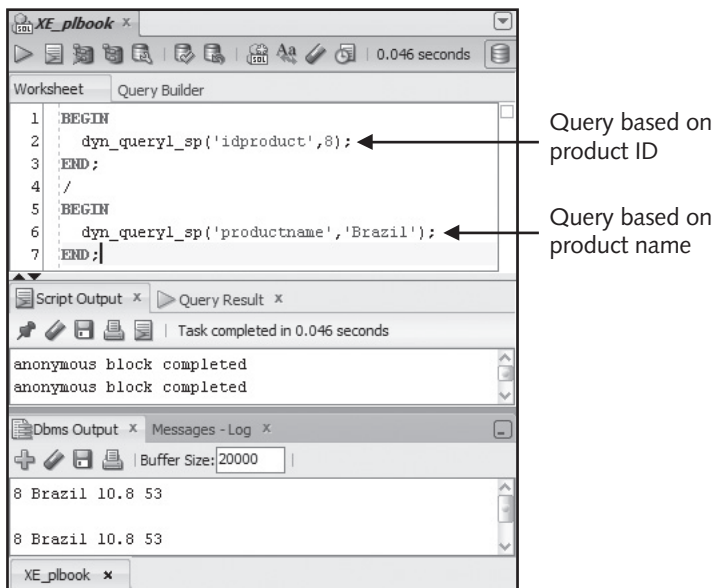 XE_plbook
SQL
SQL Aa 0.046 seconds
Worksheet Query Builder
1 BEGIN
2 dyn_query1_sp('idproduct',8);
3 END;
4 /
5 BEGIN
6 dyn_query1_sp('productname','Brazil');
7 END;
Query based on
product ID
Query based on
product name
Script Output x Query Result x
Task completed in 0.046 seconds
anonymous block completed
anonymous block completed
Dbms Output x Messages - Log x
Buffer Size: 20000
8 Brazil 10.8 53
8 Brazil 10.8 53
XE_plbook x